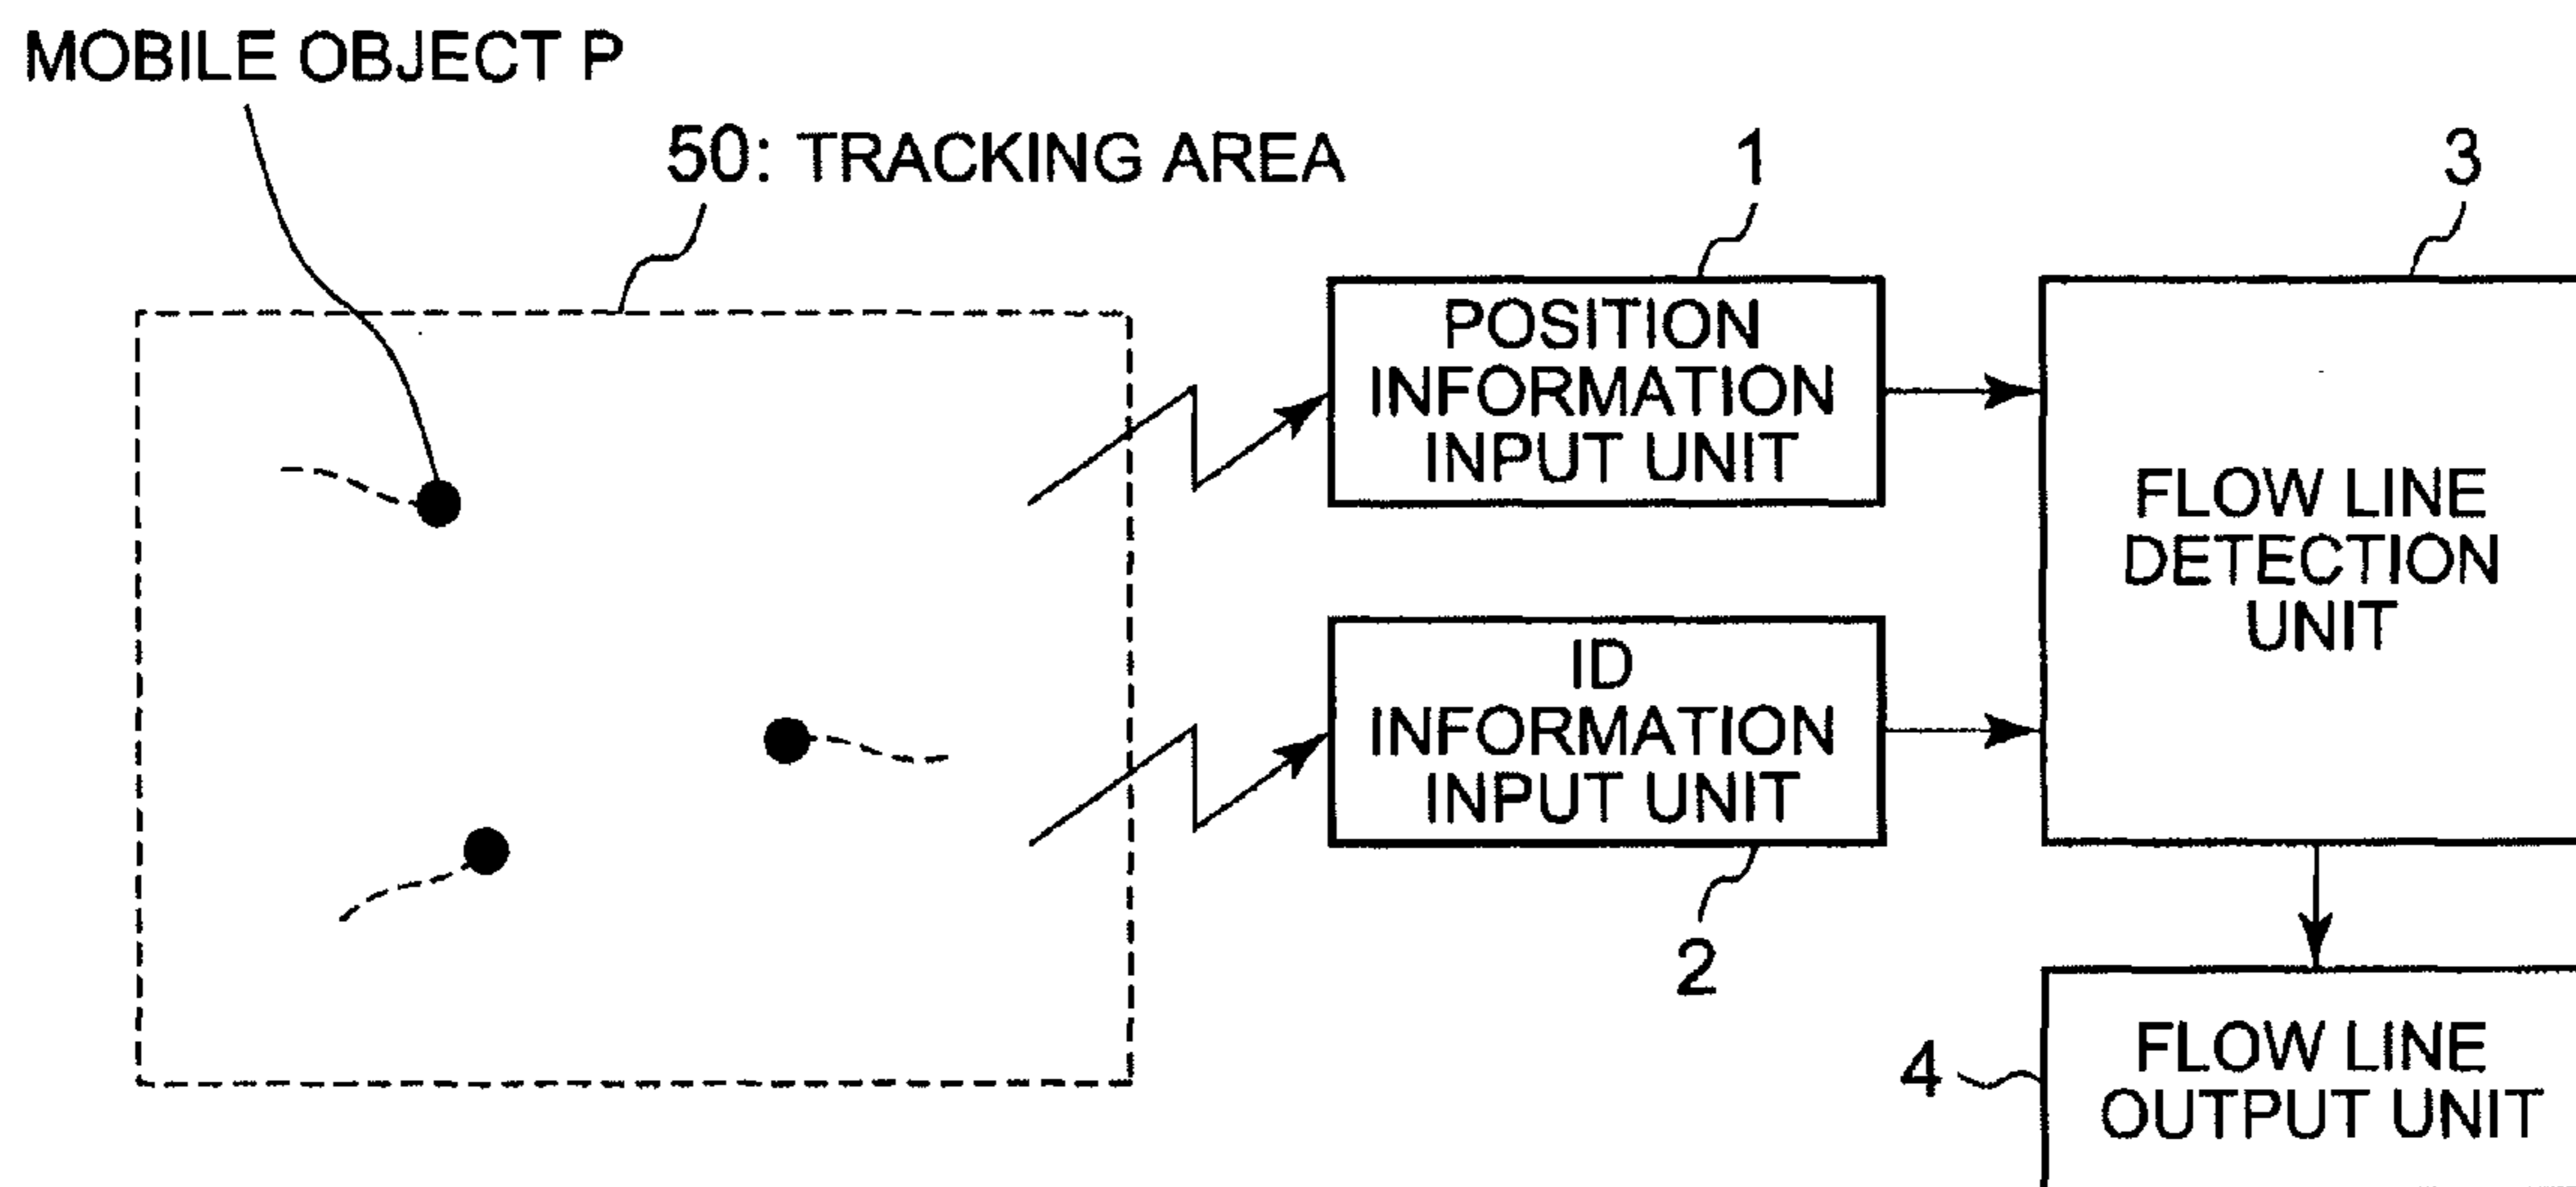 MOBILE OBJECT P
50: TRACKING AREA
1
3
POSITION
INFORMATION
INPUT UNIT
FLOW LINE
DETECTION
UNIT
ID
INFORMATION
INPUT UNIT
2
4
FLOW LINE
OUTPUT UNIT